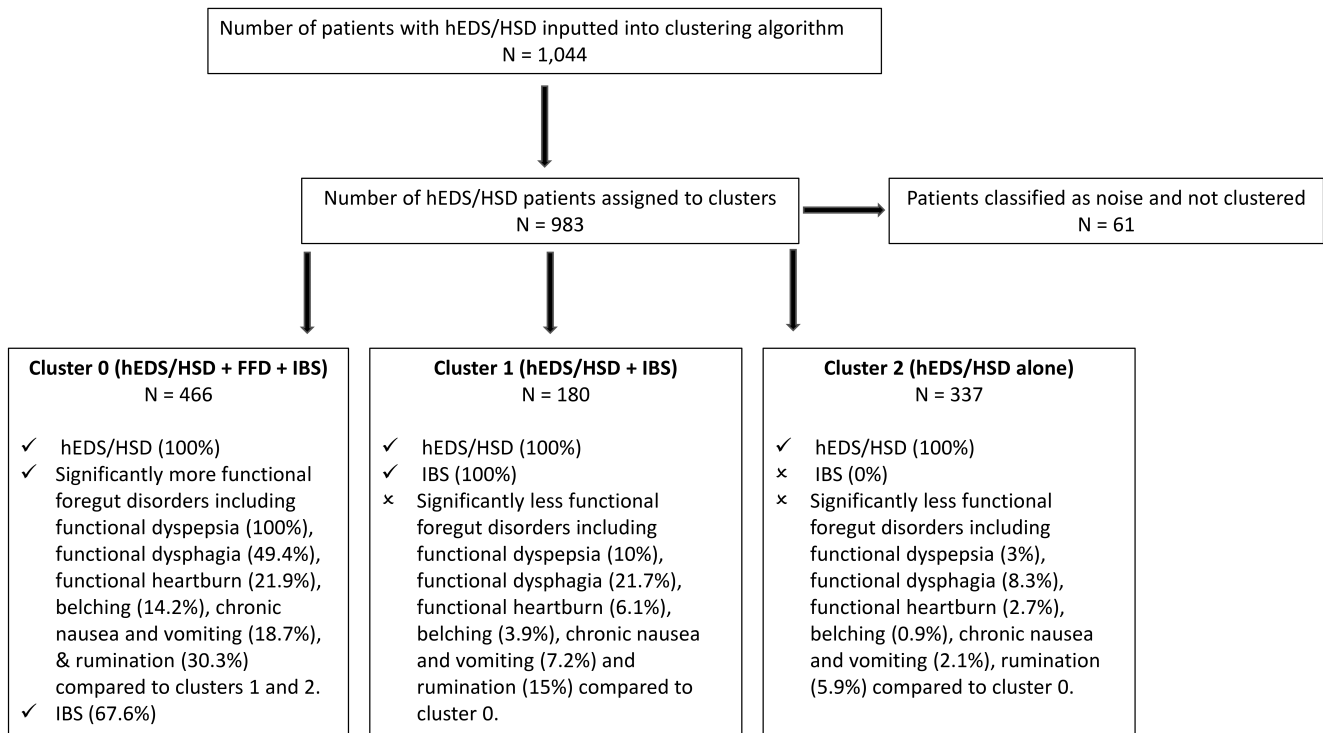 Number of patients with hEDS/HSD inputted into clustering algorithm
N = 1,044
Number of hEDS/HSD patients assigned to clusters
N = 983
Patients classified as noise and not clustered
N = 61
Cluster 0 (hEDS/HSD + FFD + IBS)
N = 466
✓ hEDS/HSD (100%)
✓ Significantly more functional
foregut disorders including
functional dyspepsia (100%),
functional dysphagia (49.4%),
functional heartburn (21.9%),
belching (14.2%), chronic
nausea and vomiting (18.7%),
& rumination (30.3%)
compared to clusters 1 and 2.
✓ IBS (67.6%)
Cluster 1 (hEDS/HSD + IBS)
N = 180
✓ hEDS/HSD (100%)
✓ IBS (100%)
× Significantly less functional
foregut disorders including
functional dyspepsia (10%),
functional dysphagia (21.7%),
functional heartburn (6.1%),
belching (3.9%), chronic nausea
and vomiting (7.2%) and
rumination (15%) compared to
cluster 0.
Cluster 2 (hEDS/HSD alone)
N = 337
✓ hEDS/HSD (100%)
× IBS (0%)
× Significantly less functional
foregut disorders including
functional dyspepsia (3%),
functional dysphagia (8.3%),
functional heartburn (2.7%),
belching (0.9%), chronic nausea
and vomiting (2.1%), rumination
(5.9%) compared to cluster 0.